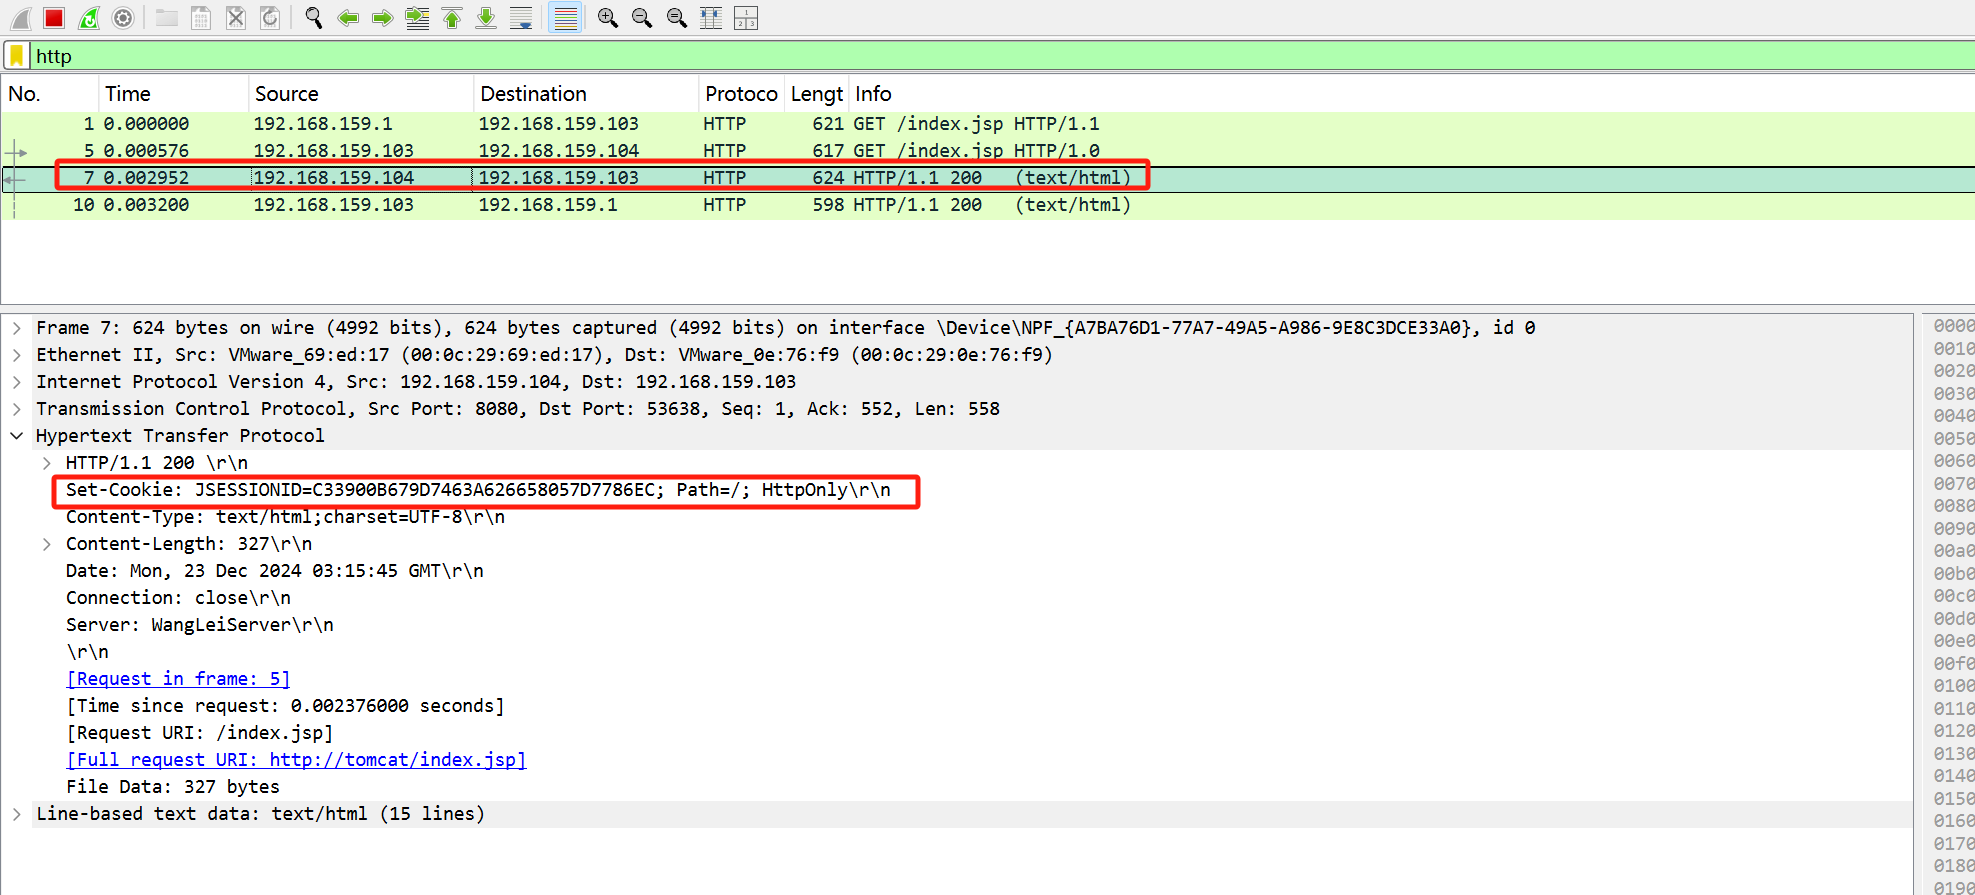 http
No. Time Source Destination Protoco Lengt Info
1 0.000000 192.168.159.1 192.168.159.103 HTTP 621 GET /index.jsp HTTP/1.1
5 0.000576 192.168.159.103 192.168.159.104 HTTP 617 GET /index.jsp HTTP/1.0
7 0.002952 192.168.159.104 192.168.159.103 HTTP 624 HTTP/1.1 200 (text/html)
10 0.003200 192.168.159.103 192.168.159.1 HTTP 598 HTTP/1.1 200 (text/html)
Frame 7: 624 bytes on wire (4992 bits), 624 bytes captured (4992 bits) on interface \Device\NPF_{A7BA76D1-77A7-49A5-A986-9E8C3DCE33A0}, id 0
Ethernet II, Src: VMware_69:ed:17 (00:0c:29:69:ed:17), Dst: VMware_0e:76:f9 (00:0c:29:0e:76:f9)
Internet Protocol Version 4, Src: 192.168.159.104, Dst: 192.168.159.103
Transmission Control Protocol, Src Port: 8080, Dst Port: 53638, Seq: 1, Ack: 552, Len: 558
Hypertext Transfer Protocol
HTTP/1.1 200 \r\n
Set-Cookie: JSESSIONID=C33900B679D7463A626658057D7786EC; Path=/; HttpOnly\r\n
Content-Type: text/html;charset=UTF-8\r\n
Content-Length: 327\r\n
Date: Mon, 23 Dec 2024 03:15:45 GMT\r\n
Connection: close\r\n
Server: WangLeiServer\r\n
\r\n
[Request in frame: 5]
[Time since request: 0.002376000 seconds]
[Request URI: /index.jsp]
[Full request URI: http://tomcat/index.jsp]
File Data: 327 bytes
Line-based text data: text/html (15 lines)
0000
0010
0020
0030
0040
0050
0060
0070
0080
0090
00a0
00b0
00c0
00d0
00e0
00f0
0100
0110
0120
0130
0140
0150
0160
0170
0180
0190